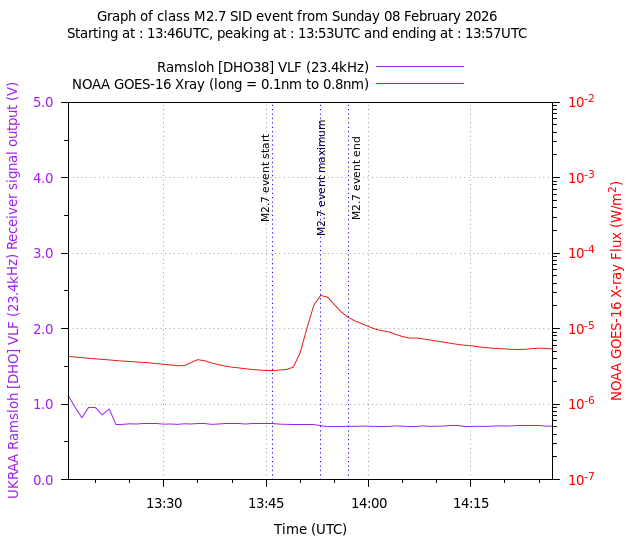 Graph of class M2.7 SID event from Sunday 08 February 2026
Starting at : 13:46UTC, peaking at : 13:53UTC and ending at : 13:57UTC
Ramsloh [DHO38] VLF (23.4kHz)
NOAA GOES-16 Xray (long = 0.1nm to 0.8nm)
UKRAA Ramsloh [DHO] VLF (23.4kHz) Receiver signal output (V)
5.0
4.0
3.0
2.0
1.0
0.0
M2.7 event start
M2.7 event maximum
M2.7 event end
10⁻²
10⁻³
10⁻⁴
10⁻⁵
10⁻⁶
10⁻⁷
NOAA GOES-16 X-ray Flux (W/m²)
13:30 13:45 14:00 14:15
Time (UTC)